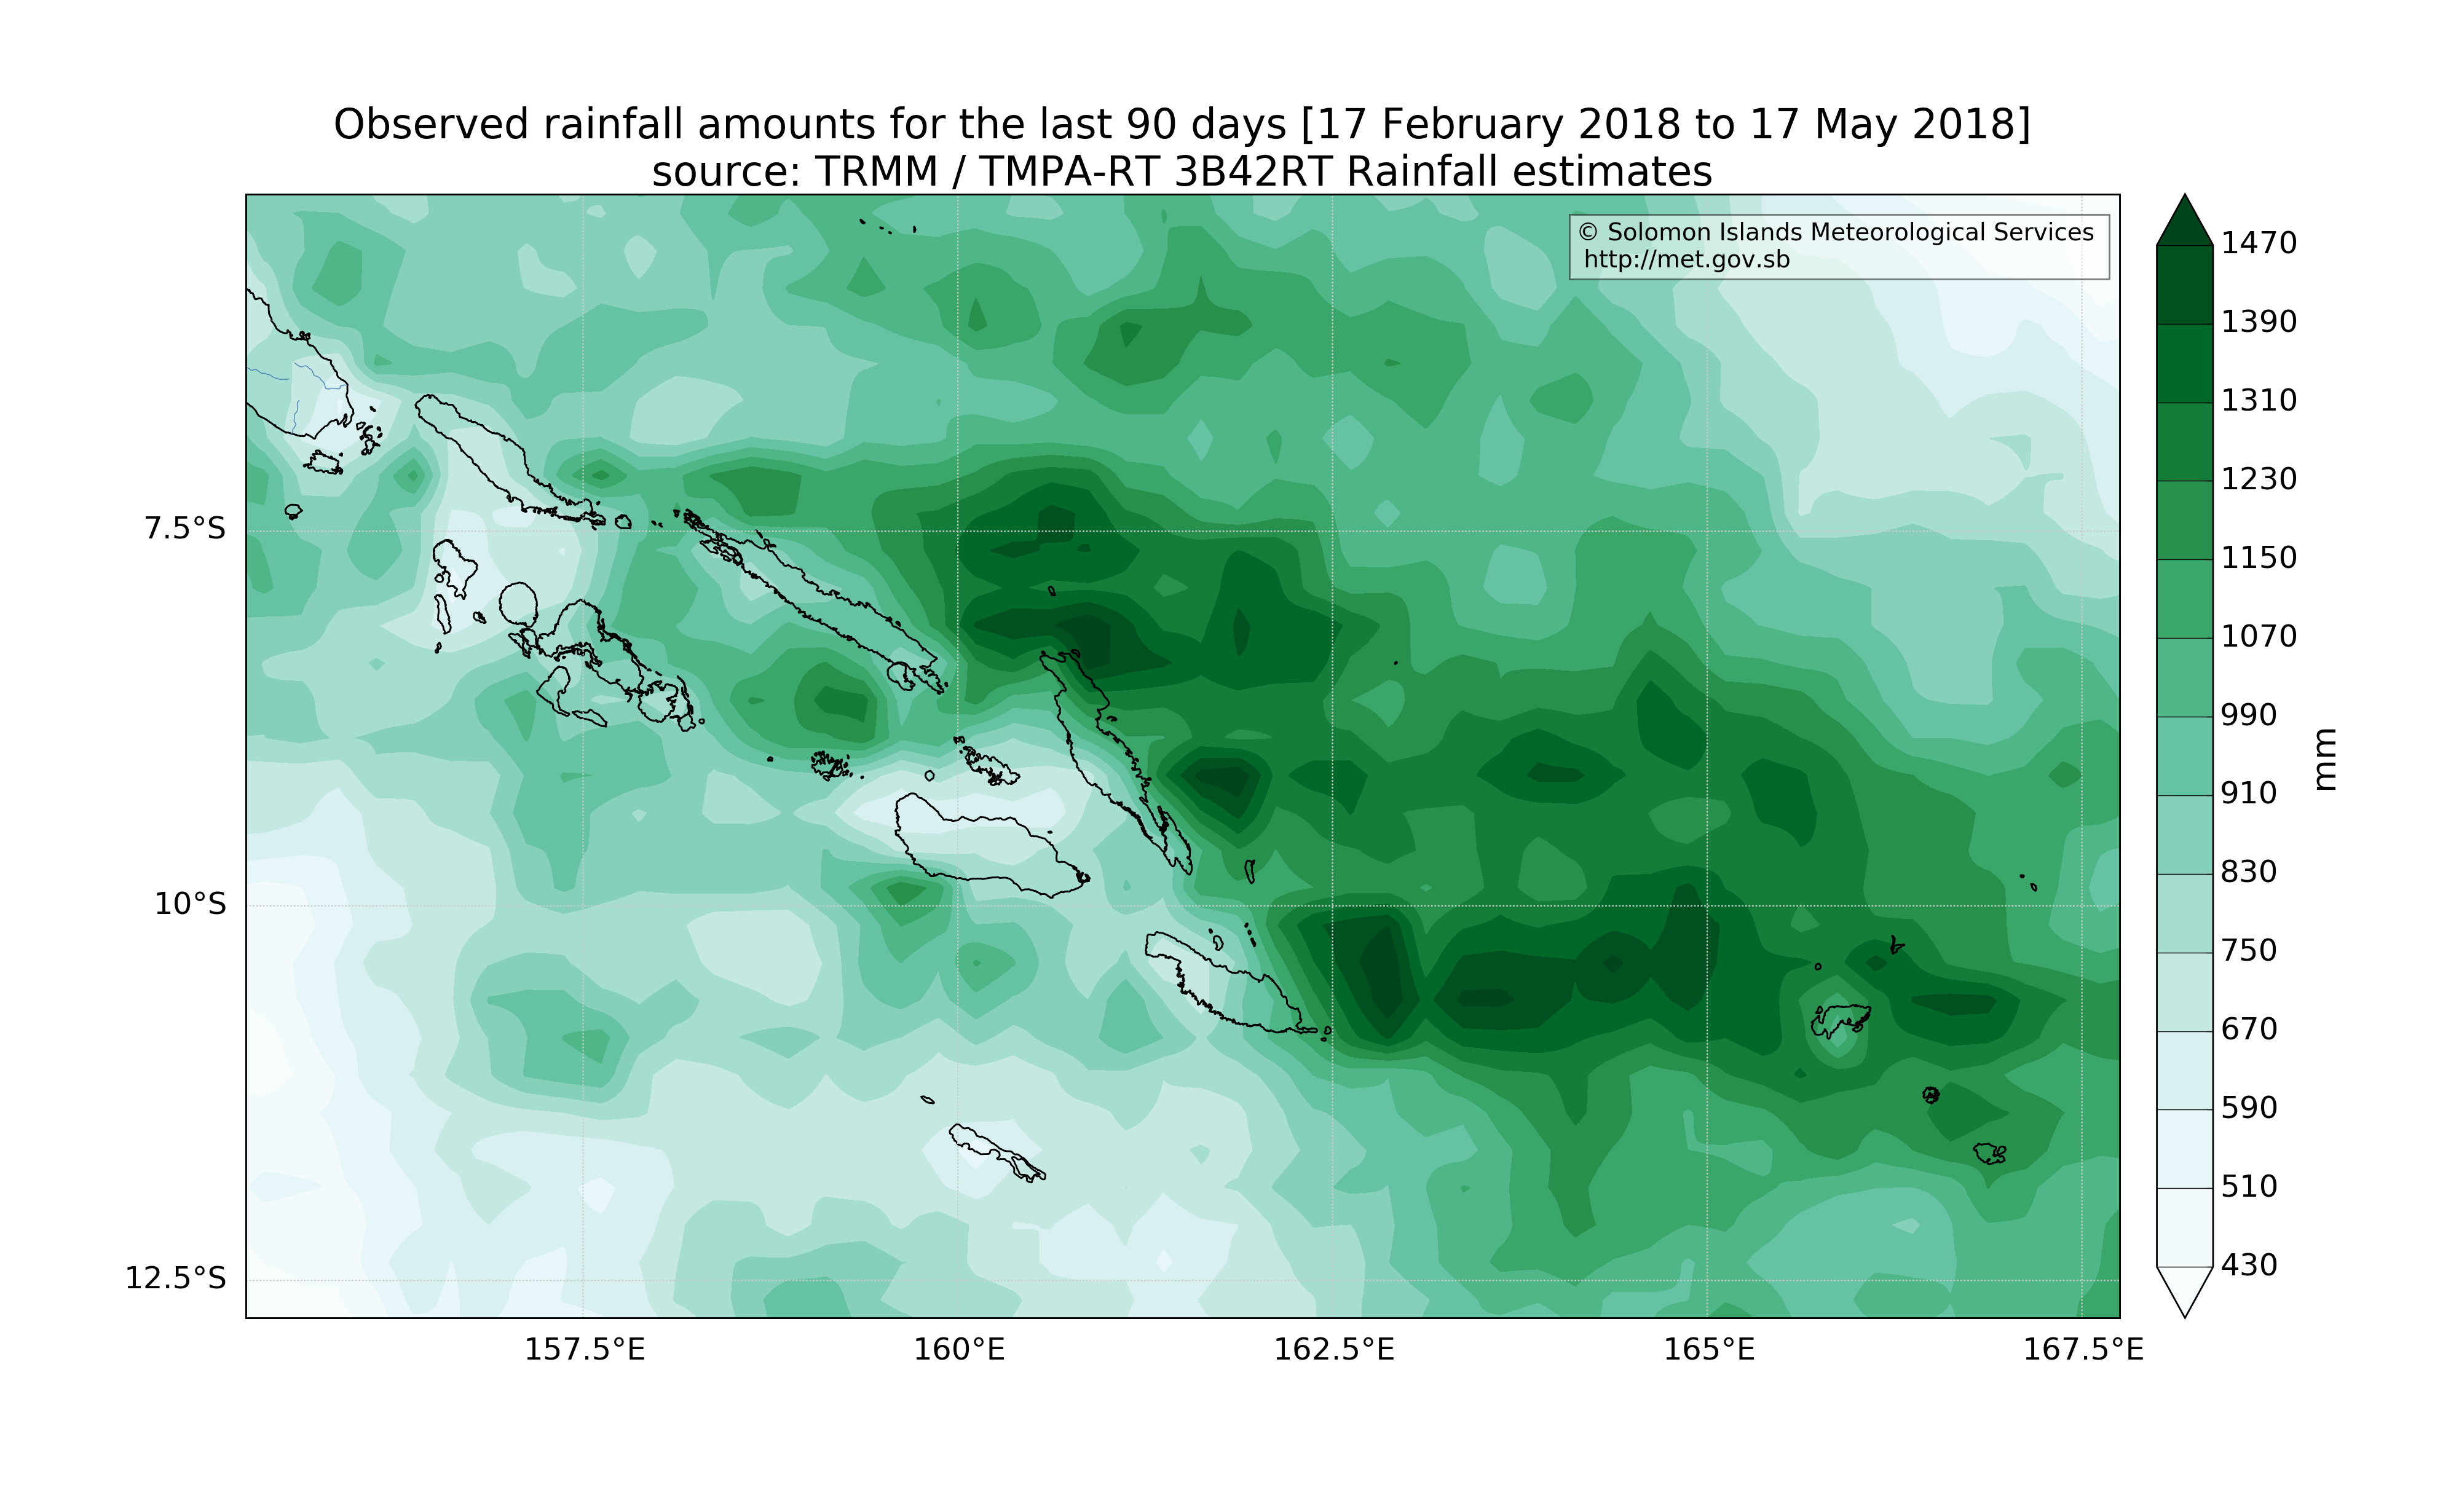 Observed rainfall amounts for the last 90 days [17 February 2018 to 17 May 2018]
source: TRMM / TMPA-RT 3B42RT Rainfall estimates
© Solomon Islands Meteorological Services
http://met.gov.sb
7.5°S
10°S
12.5°S
157.5°E
160°E
162.5°E
165°E
167.5°E
1470
1390
1310
1230
1150
1070
990
910
830
750
670
590
510
430
mm